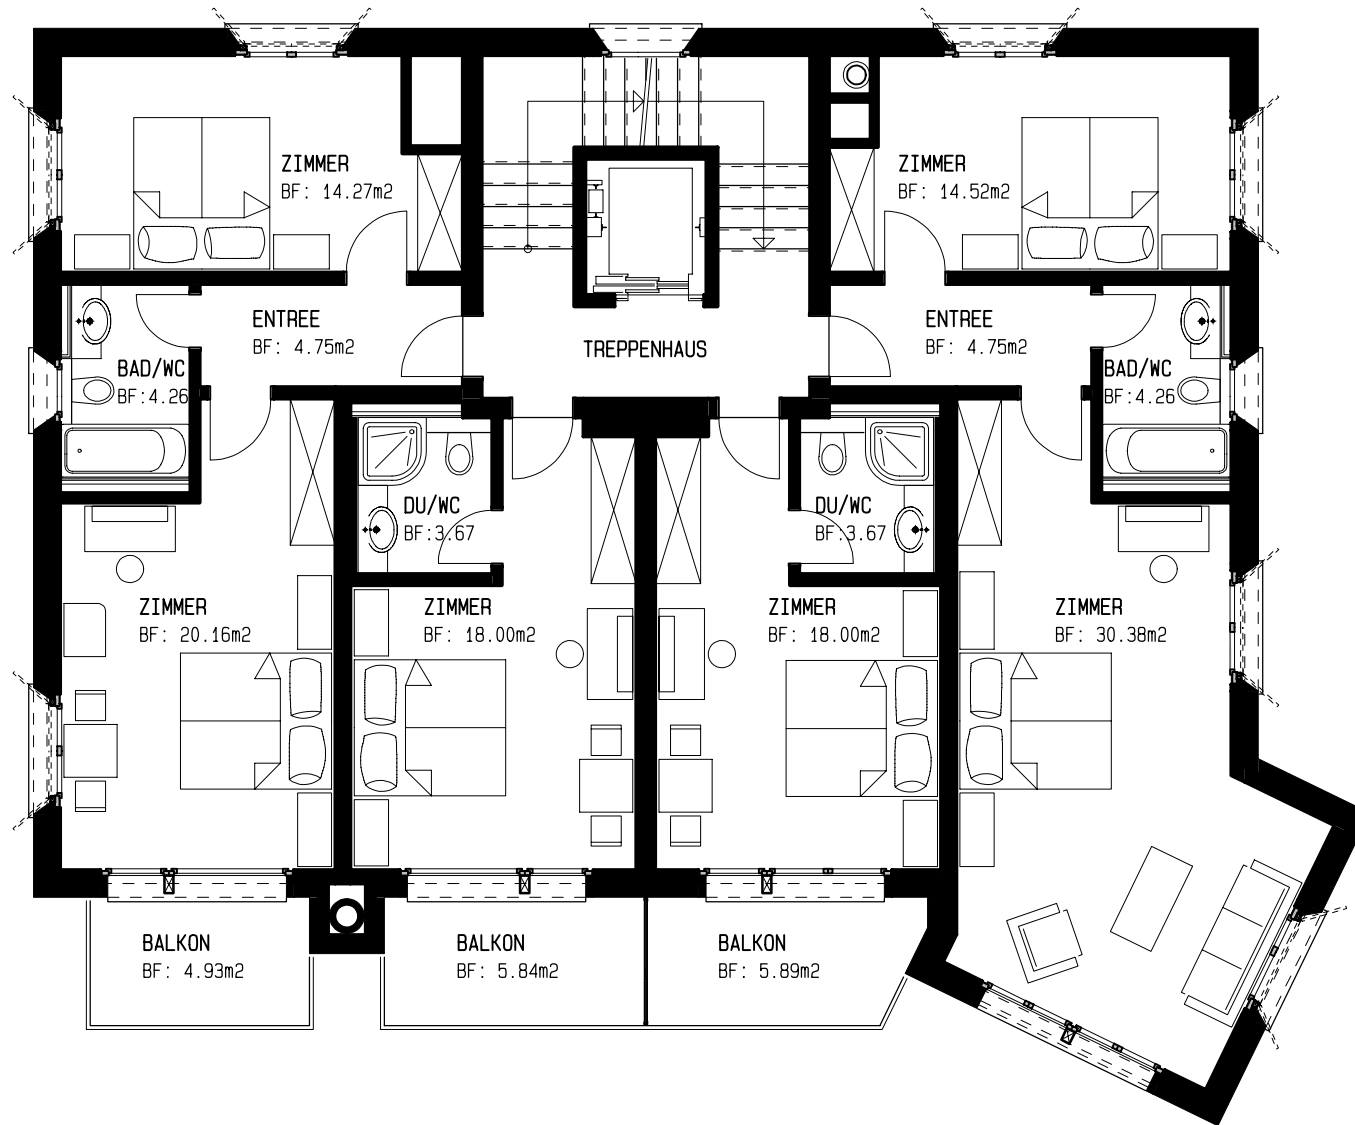 ZIMMER
BF: 14.27m2
ZIMMER
BF: 14.52m2
ENTREE
BF: 4.75m2
TREPPENHAUS
ENTREE
BF: 4.75m2
BAD/WC
BF:4.26
BAD/WC
BF:4.26
DU/WC
BF:3.67
DU/WC
BF:3.67
ZIMMER
BF: 20.16m2
ZIMMER
BF: 18.00m2
ZIMMER
BF: 18.00m2
ZIMMER
BF: 30.38m2
BALKON
BF: 4.93m2
BALKON
BF: 5.84m2
BALKON
BF: 5.89m2